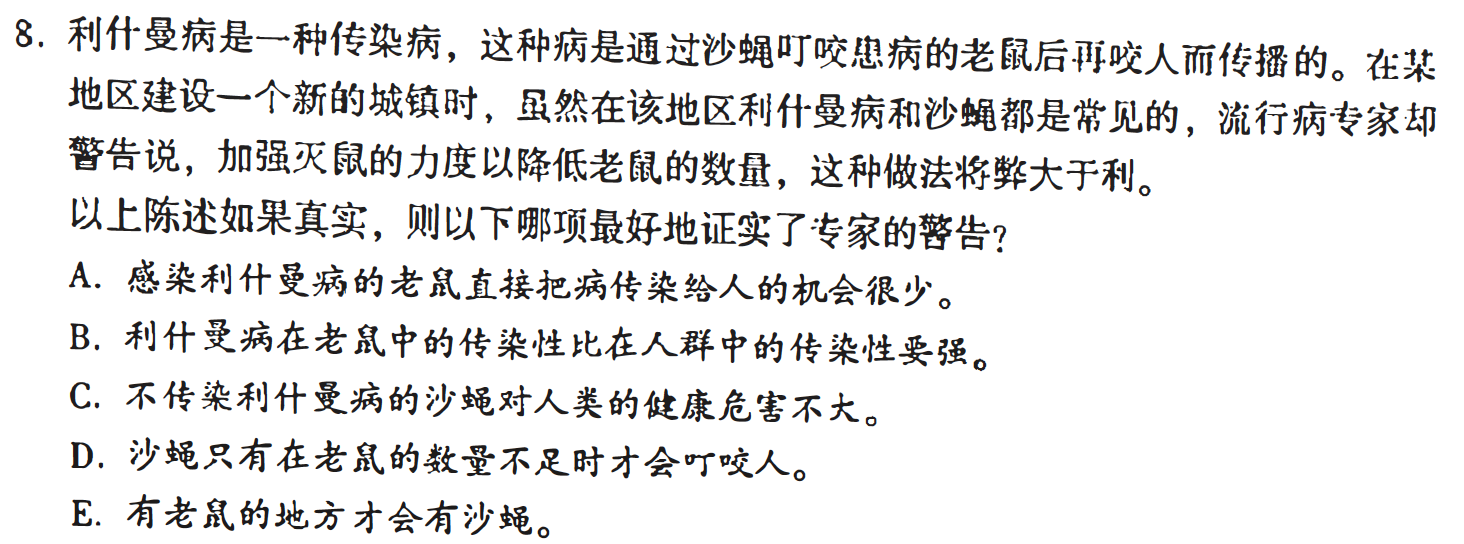 8. 利什曼病是一种传染病，这种病是通过沙蝇叮咬患病的老鼠后再咬人而传播的。在某
地区建设一个新的城镇时，虽然在该地区利什曼病和沙蝇都是常见的，流行病专家却
警告说，加强灭鼠的力度以降低老鼠的数量，这种做法将弊大于利。
以上陈述如果真实，则以下哪项最好地证实了专家的警告？
A. 感染利什曼病的老鼠直接把病传染给人的机会很少。
B. 利什曼病在老鼠中的传染性比在人群中的传染性要强。
C. 不传染利什曼病的沙蝇对人类的健康危害不大。
D. 沙蝇只有在老鼠的数量不足时才会叮咬人。
E. 有老鼠的地方才会有沙蝇。